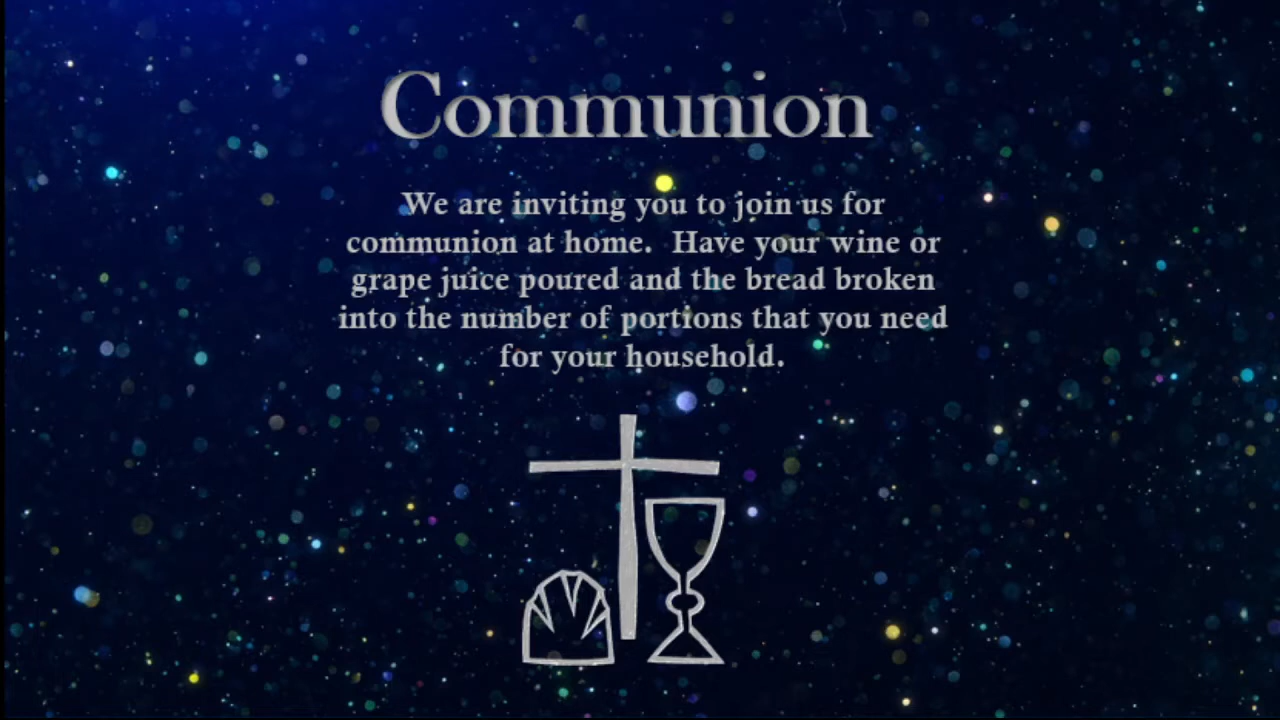 Communion
We are inviting you to join us for
communion at home.  Have your wine or
grape juice poured and the bread broken
into the number of portions that you need
for your household.